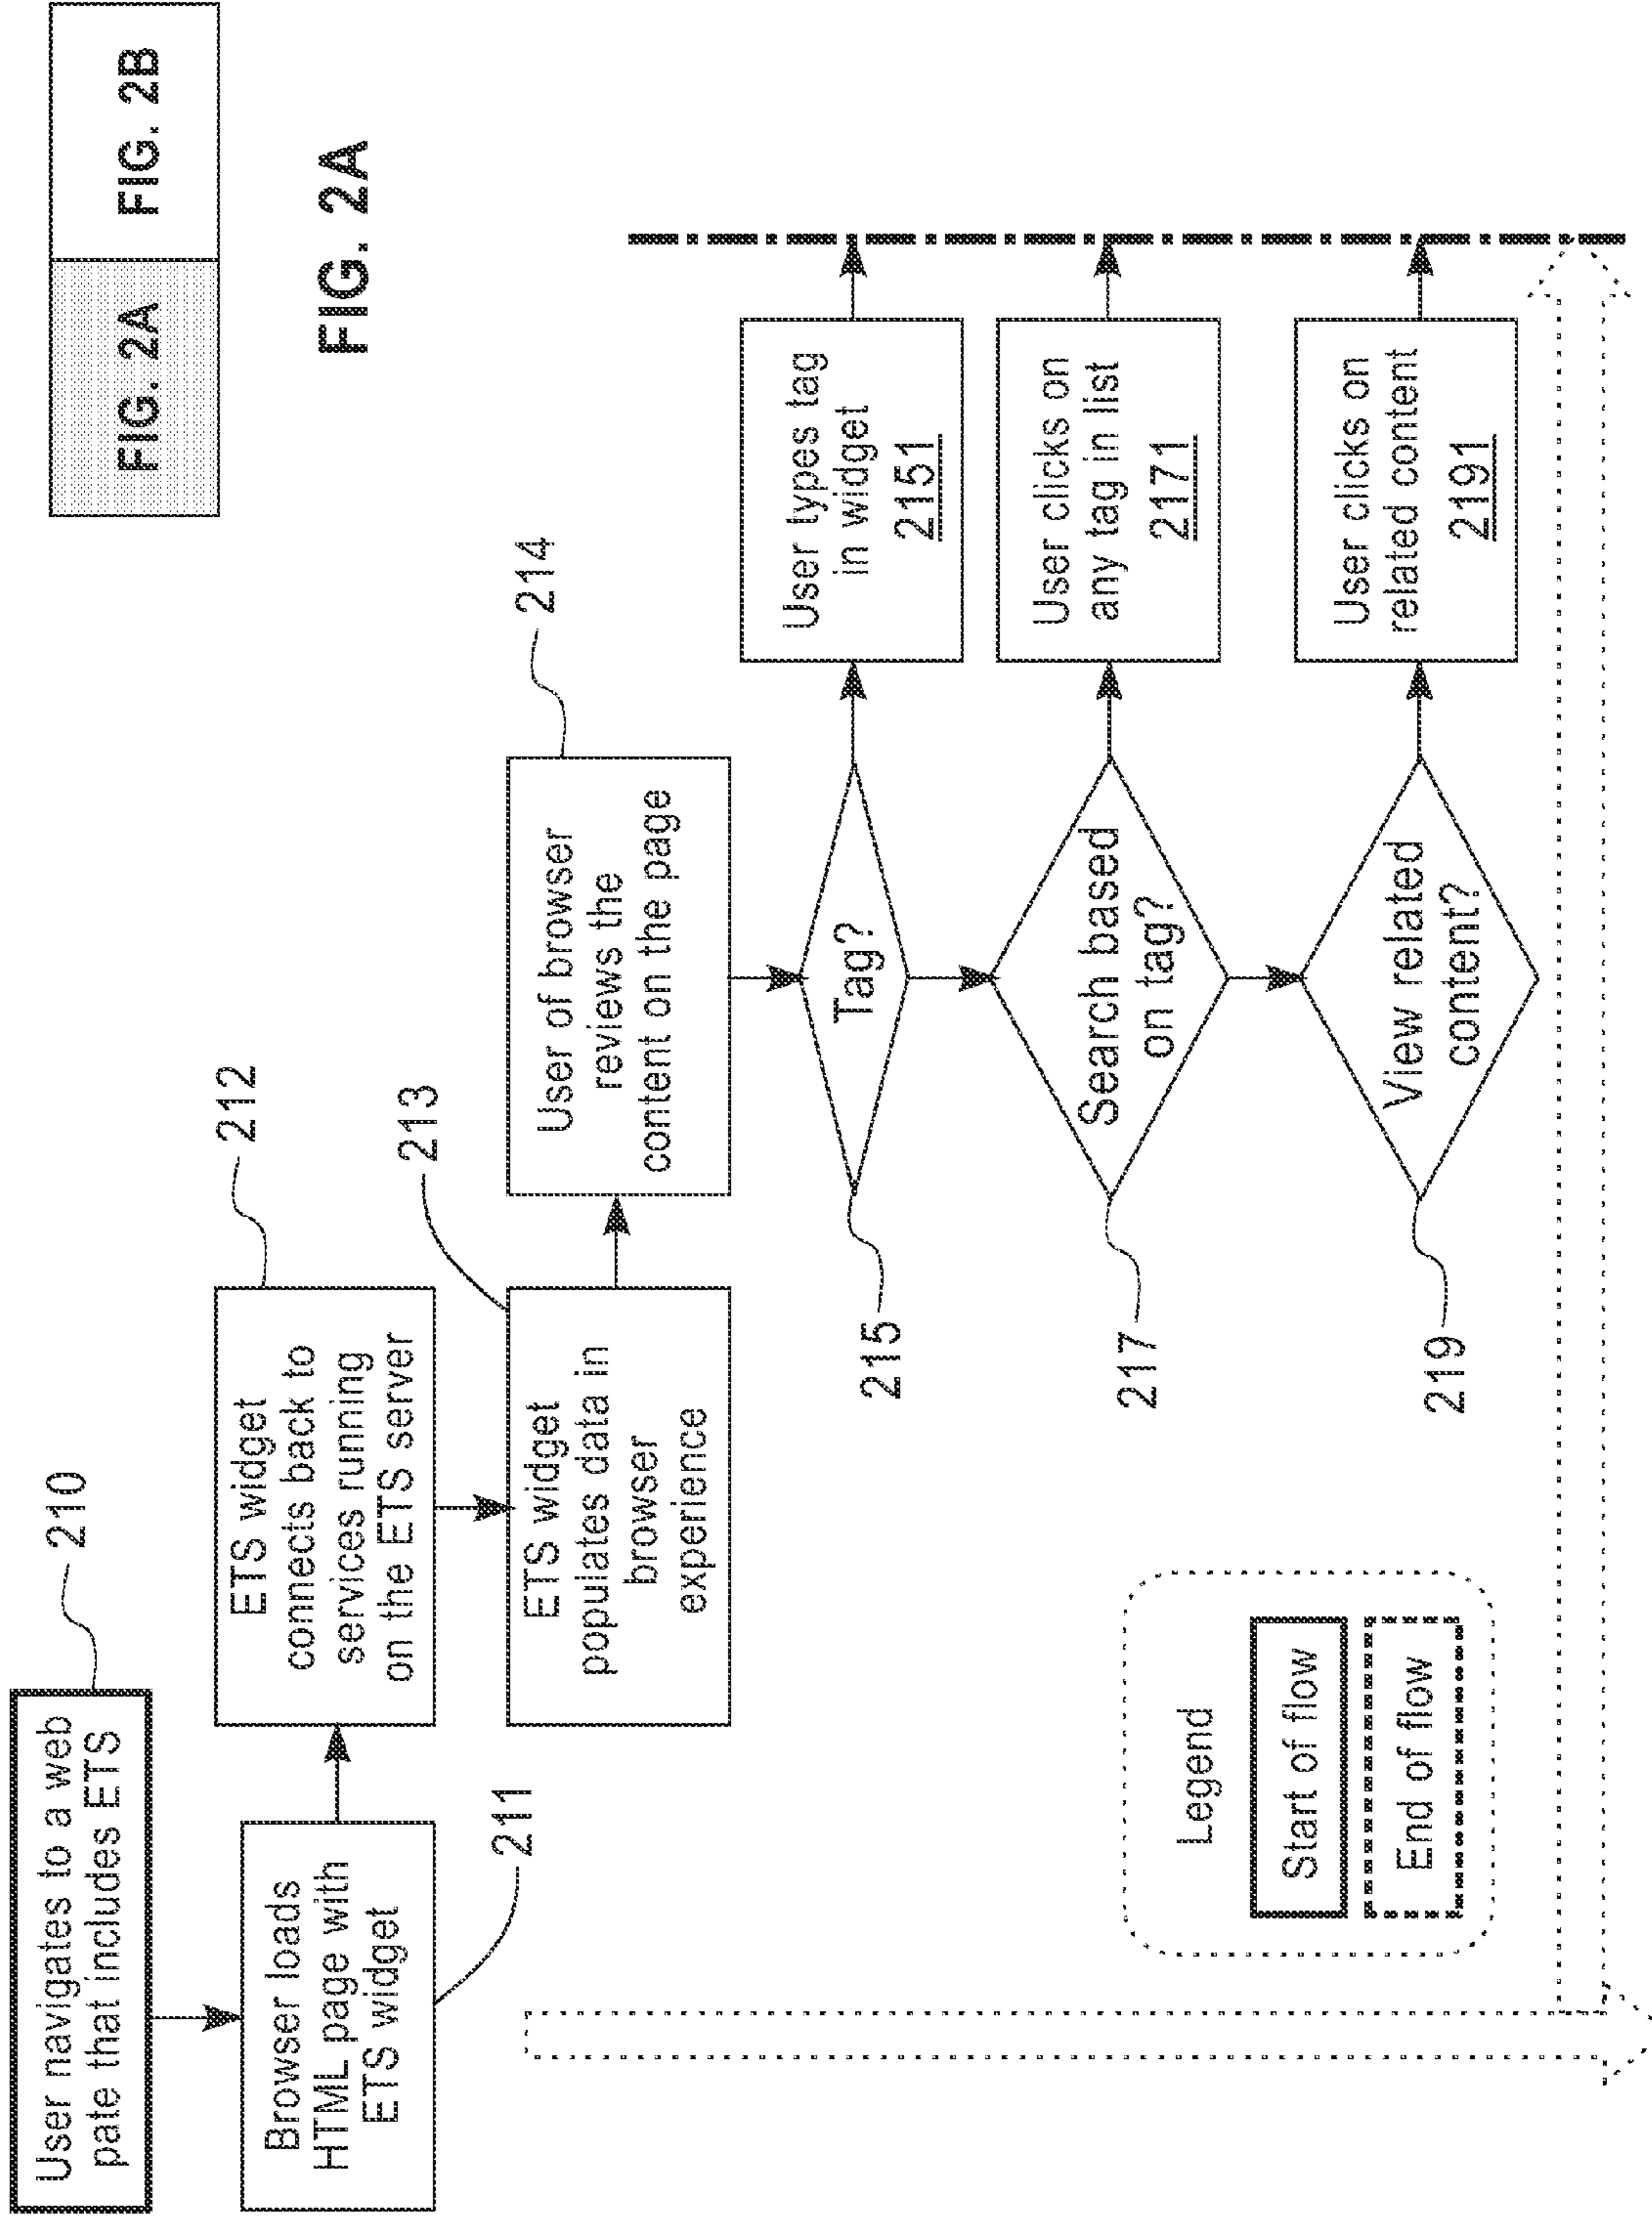 FIG. 2A
FIG. 2B
FIG. 2A
User navigates to a web
pate that includes ETS
210
Browser loads
HTML page with
ETS widget
211
ETS widget
connects back to
services running
on the ETS server
212
ETS widget
populates data in
browser
experience
213
User of browser
reviews the
content on the page
214
Tag?
215
User types tag
in widget
2151
Search based
on tag?
217
User clicks on
any tag in list
2171
View related
content?
219
User clicks on
related content
2191
Legend
Start of flow
End of flow